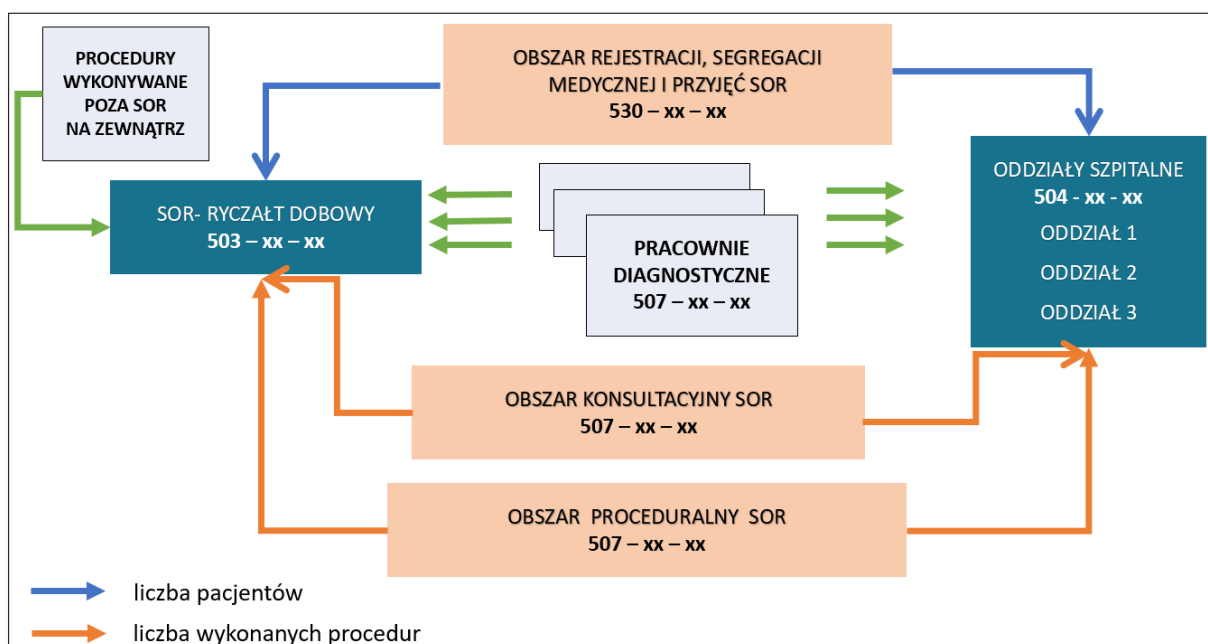 PROCEDURY
WYKONYWANE
POZA SOR
NA ZEWNĄTRZ
OBSZAR REJESTRACJI, SEGREGACJI
MEDYCZNEJ I PRZYJĘĆ SOR
530 – xx – xx
SOR- RYCZAŁT DOBOWY
503 – xx – xx
PRACOWNIE
DIAGNOSTYCZNE
507 – xx – xx
ODDZIAŁY SZPITALNE
504 - xx - xx
ODDZIAŁ 1
ODDZIAŁ 2
ODDZIAŁ 3
OBSZAR KONSULTACYJNY SOR
507 – xx – xx
OBSZAR PROCEDURALNY SOR
507 – xx – xx
liczba pacjentów
liczba wykonanych procedur